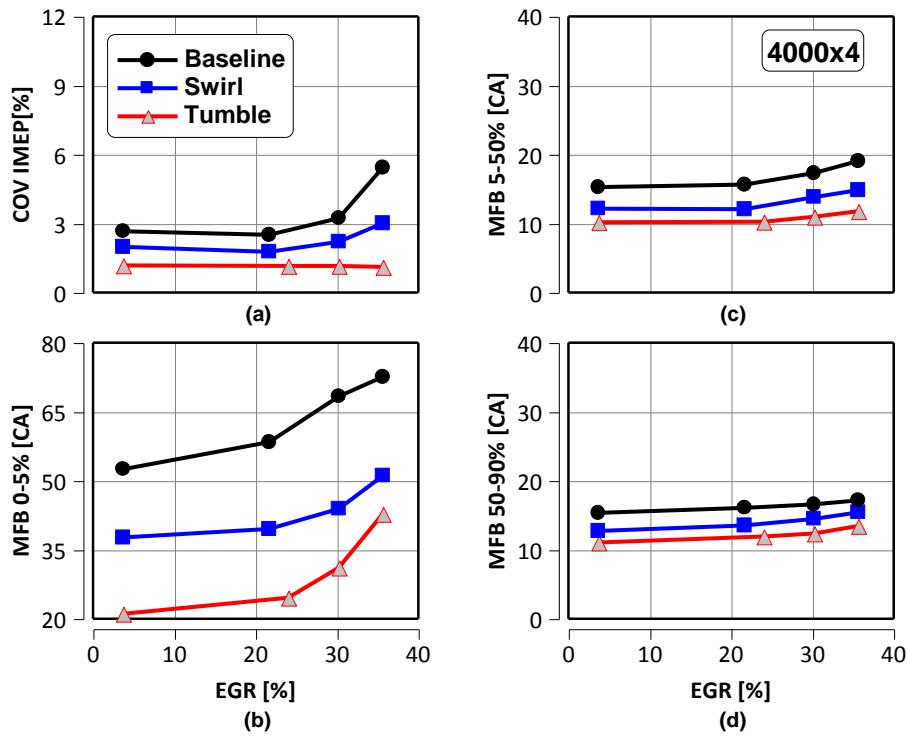 12
9
6
3
0
COV IMEP[%]
Baseline
Swirl
Tumble
(a)
40
30
20
10
0
MFB 5-50% [CA]
4000x4
(c)
80
65
50
35
20
MFB 0-5% [CA]
0 10 20 30 40
EGR [%]
(b)
40
30
20
10
0
MFB 50-90% [CA]
0 10 20 30 40
EGR [%]
(d)